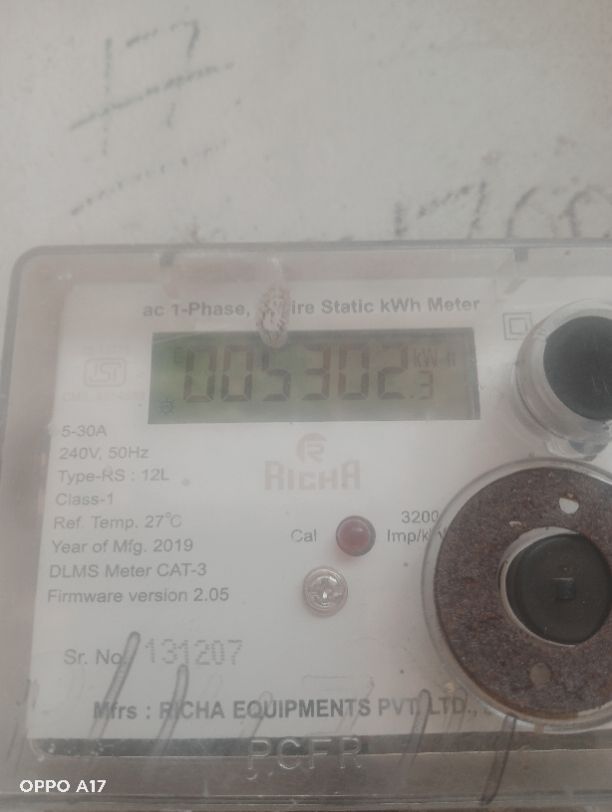 17
1700
ac 1-Phase, Wire Static kWh Meter
005302.3 kWh
ISI
5-30A
240V, 50Hz
Type-RS : 12L
Class-1
Ref. Temp. 27°C
Year of Mfg. 2019
DLMS Meter CAT-3
Firmware version 2.05
RICHA
Cal
3200
Imp/kW
Sr. No. 131207
Mfrs : RICHA EQUIPMENTS PVT. LTD.,
OPPO A17